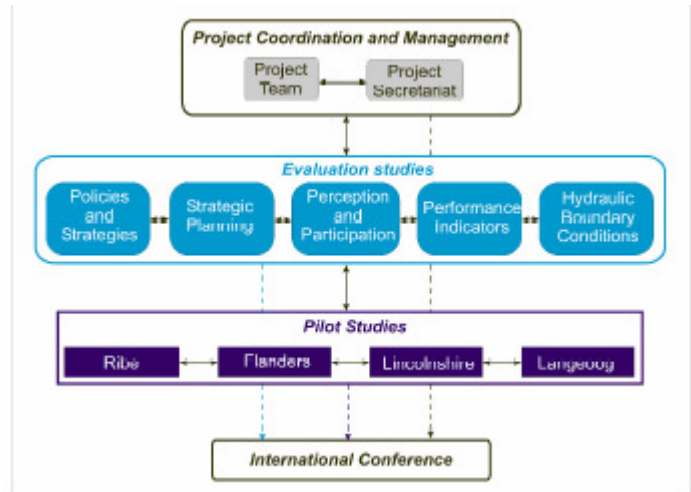 Project Coordination and Management
Project
Team
Project
Secretariat
Evaluation studies
Policies
and
Strategies
Strategic
Planning
Perception
and
Participation
Performance
Indicators
Hydraulic
Boundary
Conditions
Pilot Studies
Ribe
Flanders
Lincolnshire
Langeoog
International Conference